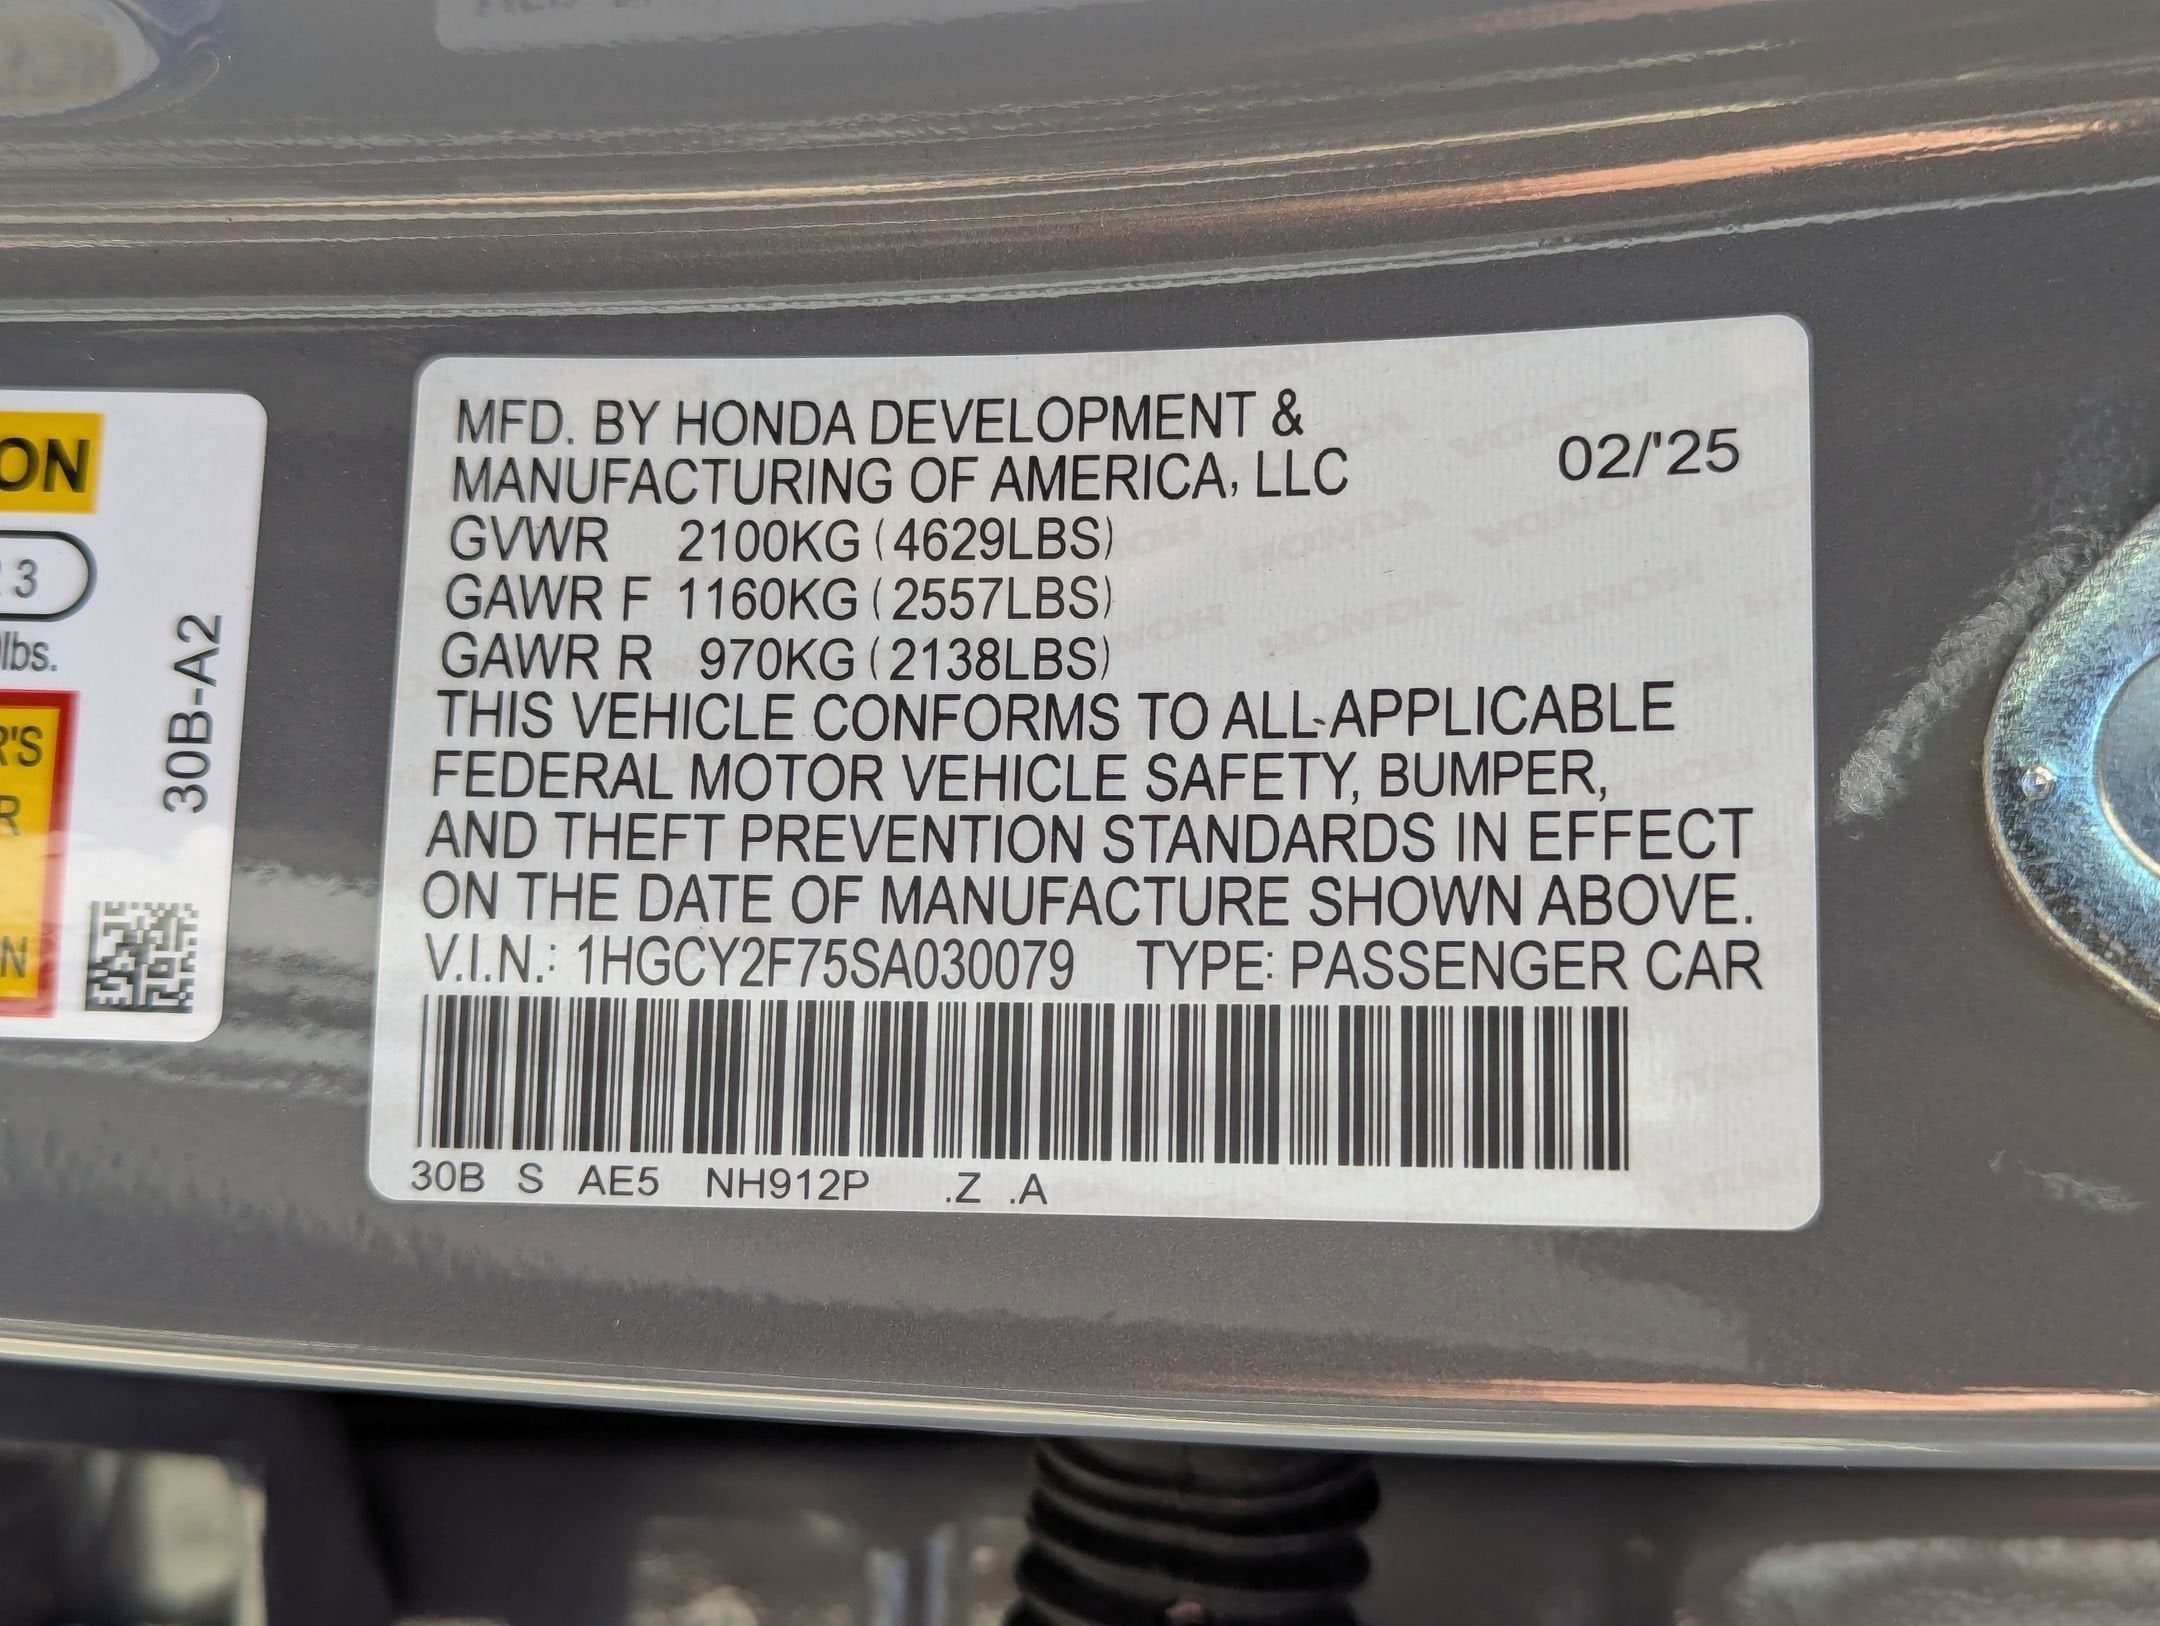 MFD. BY HONDA DEVELOPMENT &
MANUFACTURING OF AMERICA, LLC
02/'25
GVWR 2100KG (4629LBS)
GAWR F 1160KG (2557LBS)
GAWR R 970KG (2138LBS)
THIS VEHICLE CONFORMS TO ALL APPLICABLE
FEDERAL MOTOR VEHICLE SAFETY, BUMPER,
AND THEFT PREVENTION STANDARDS IN EFFECT
ON THE DATE OF MANUFACTURE SHOWN ABOVE.
V.I.N.: 1HGCY2F75SA030079 TYPE: PASSENGER CAR
30B S AE5 NH912P .Z .A
ON
3
lbs.
R'S
R
N
30B-A2